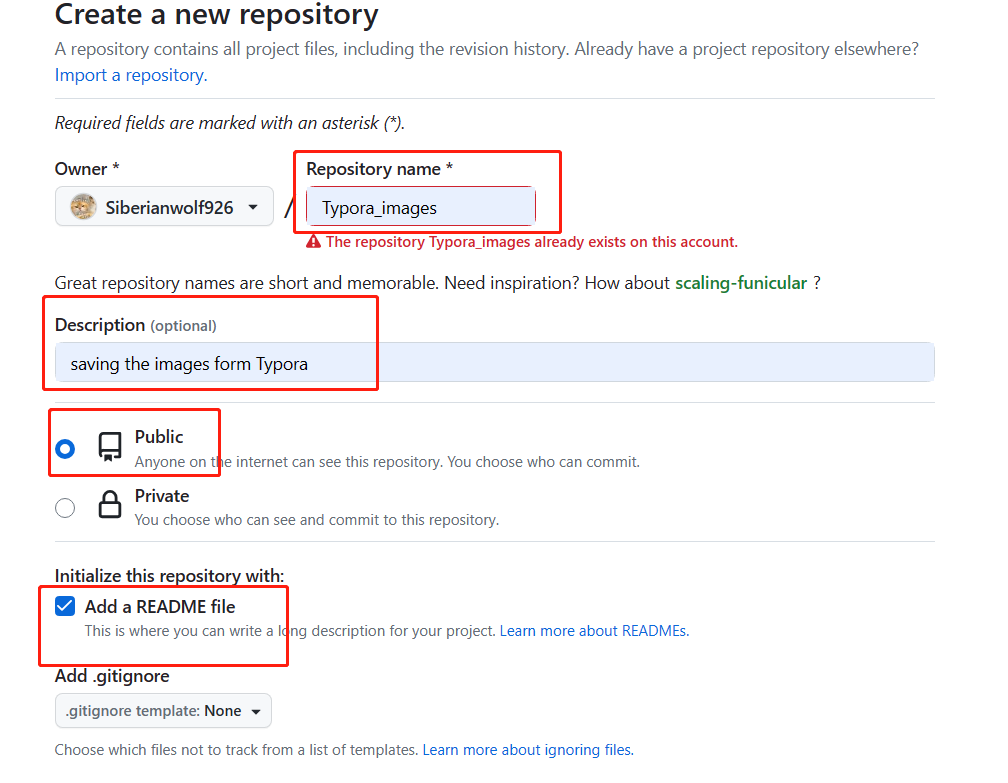 Create a new repository
A repository contains all project files, including the revision history. Already have a project repository elsewhere?
Import a repository.
Required fields are marked with an asterisk (*).
Owner * Repository name *
Siberianwolf926 / Typora_images
The repository Typora_images already exists on this account.
Great repository names are short and memorable. Need inspiration? How about scaling-funicular ?
Description (optional)
saving the images form Typora
Public
Anyone on the internet can see this repository. You choose who can commit.
Private
You choose who can see and commit to this repository.
Initialize this repository with:
Add a README file
This is where you can write a long description for your project. Learn more about READMEs.
Add .gitignore
.gitignore template: None
Choose which files not to track from a list of templates. Learn more about ignoring files.